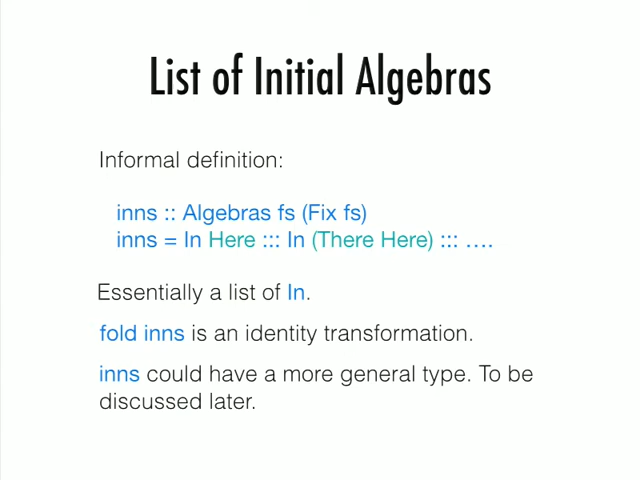 List of Initial Algebras
Informal definition:
inns :: Algebras fs (Fix fs)
inns = In Here ::: In (There Here) ::: ....
Essentially a list of In.
fold inns is an identity transformation.
inns could have a more general type. To be
discussed later.